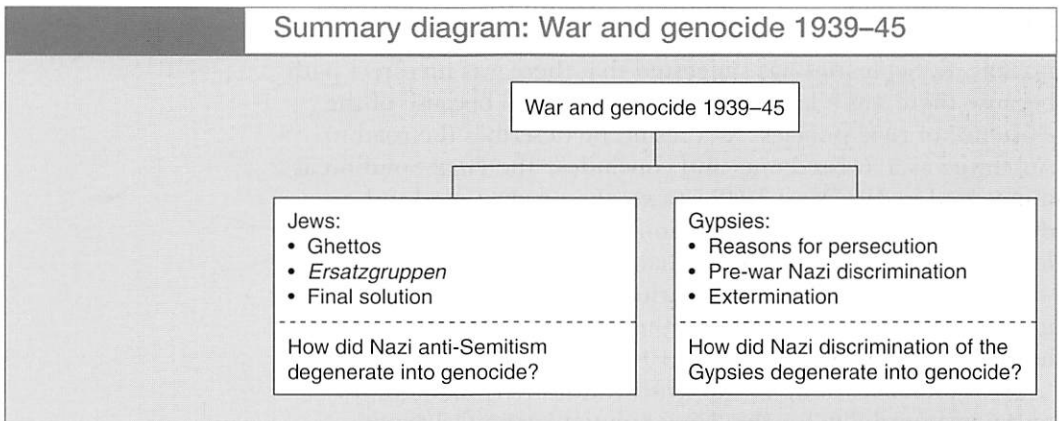 Summary diagram: War and genocide 1939–45
War and genocide 1939–45
Jews:
• Ghettos
• Ersatzgruppen
• Final solution
How did Nazi anti-Semitism
degenerate into genocide?
Gypsies:
• Reasons for persecution
• Pre-war Nazi discrimination
• Extermination
How did Nazi discrimination of the
Gypsies degenerate into genocide?